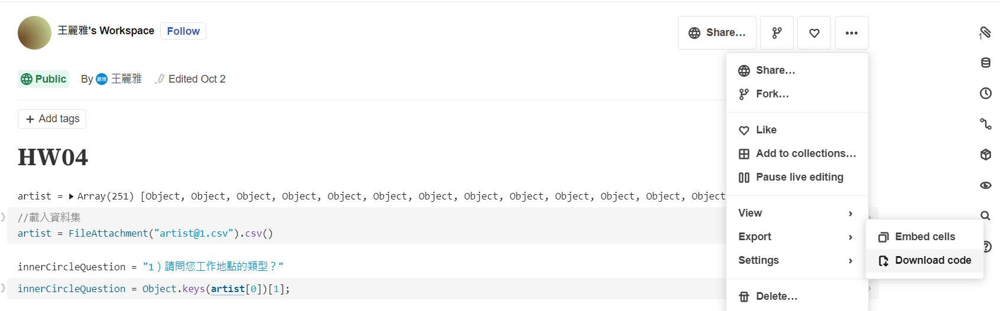 王麗雅's Workspace Follow
Share...
Public By 麗雅 王麗雅 Edited Oct 2
+ Add tags
HW04
artist = ▶ Array(251) [Object, Object, Object, Object, Object, Object, Object, Object, Object, Object, Object, Object, Object
//載入資料集
artist = FileAttachment("artist@1.csv").csv()
innerCircleQuestion = "1）請問您工作地點的類型？"
innerCircleQuestion = Object.keys(artist[0])[1];
Share...
Fork...
Like
Add to collections...
Pause live editing
View
Export
Settings
Delete...
Embed cells
Download code
1